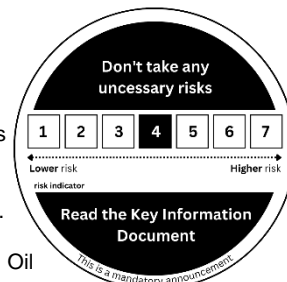 Don't take any
uncessary risks
s
1 2 3 4 5 6 7
Lower risk Higher risk
risk indicator
.
Read the Key Information
Document
Oil
This is a mandatory announcement